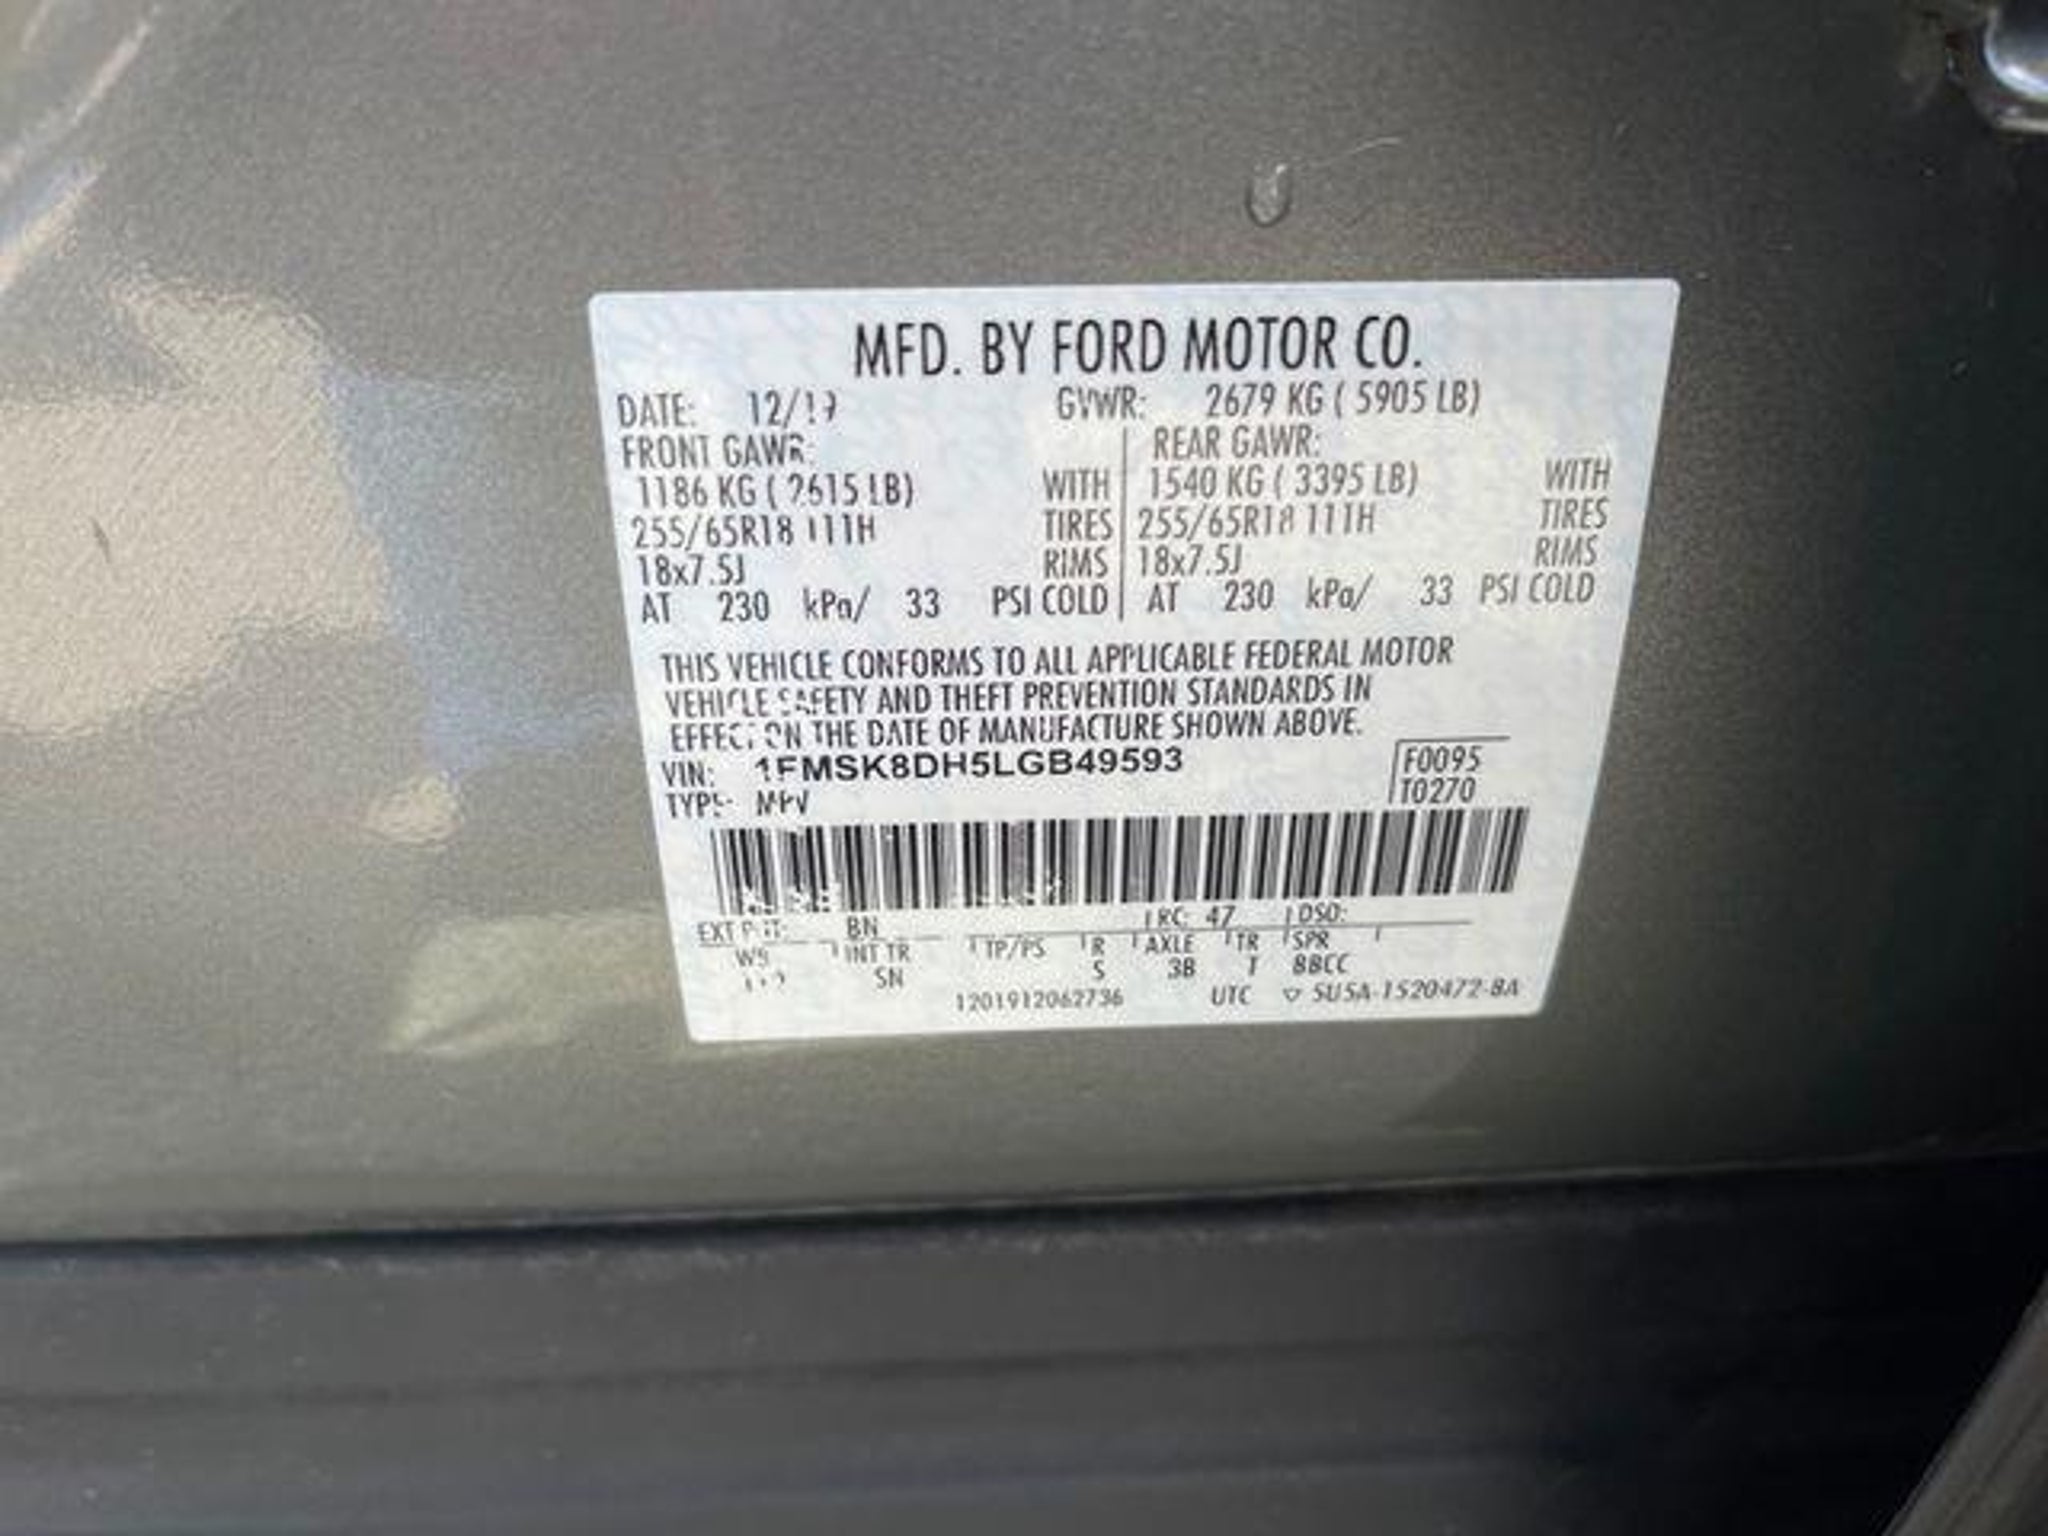 MFD. BY FORD MOTOR CO.
DATE: 12/19 GVWR: 2679 KG ( 5905 LB)
FRONT GAWR: REAR GAWR:
1186 KG ( 2615 LB) WITH 1540 KG ( 3395 LB) WITH
255/65R18 111H TIRES 255/65R18 111H TIRES
18x7.5J RIMS 18x7.5J RIMS
AT 230 kPa/ 33 PSI COLD AT 230 kPa/ 33 PSI COLD
THIS VEHICLE CONFORMS TO ALL APPLICABLE FEDERAL MOTOR
VEHICLE SAFETY AND THEFT PREVENTION STANDARDS IN
EFFECT ON THE DATE OF MANUFACTURE SHOWN ABOVE.
VIN: 1FMSK8DH5LGB49593 F0095
TYPE: MPV T0270
EXT PNT: BN RC: 47 DSO:
WB INT TR TP/PS R AXLE TR SPR
SN S 3B T 8BCC
1201912062736 UTC ▽ 5U5A-1520472-BA